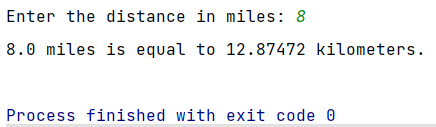 Enter the distance in miles: 8
8.0 miles is equal to 12.87472 kilometers.
Process finished with exit code 0